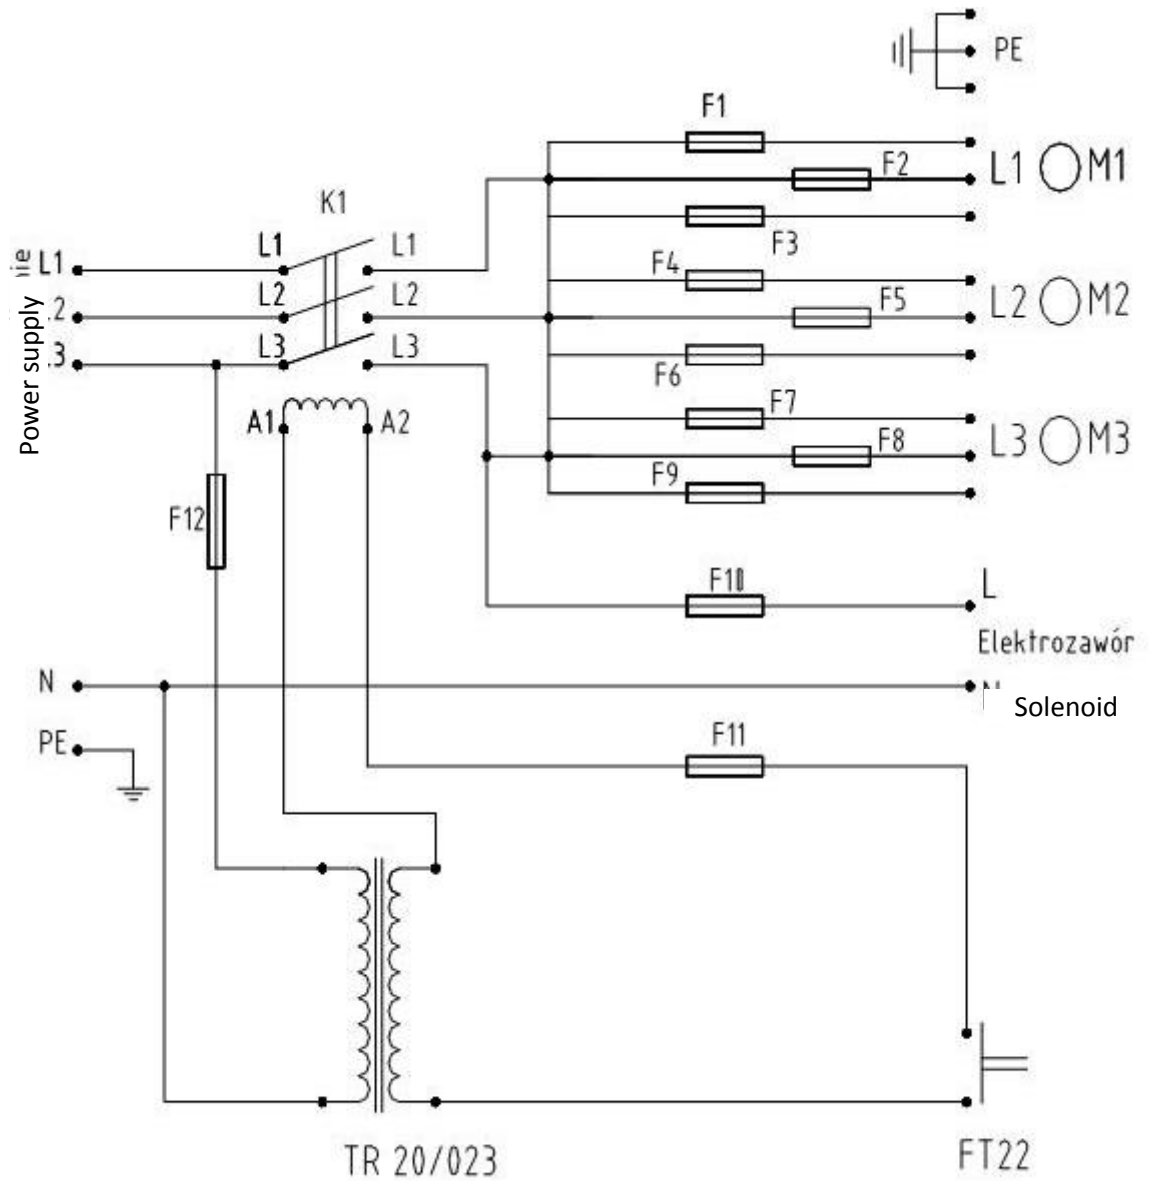 PE
F1
L1 M1
F2
K1
F3
L1 L1
L1
F4
L2 M2
F5
L2 L2
2
F6
L3 L3
3
Power supply
F7
A1 A2
L3 M3
F8
F9
F12
F10
L
Elektrozawór
N
Solenoid
F11
PE
TR 20/023
FT22